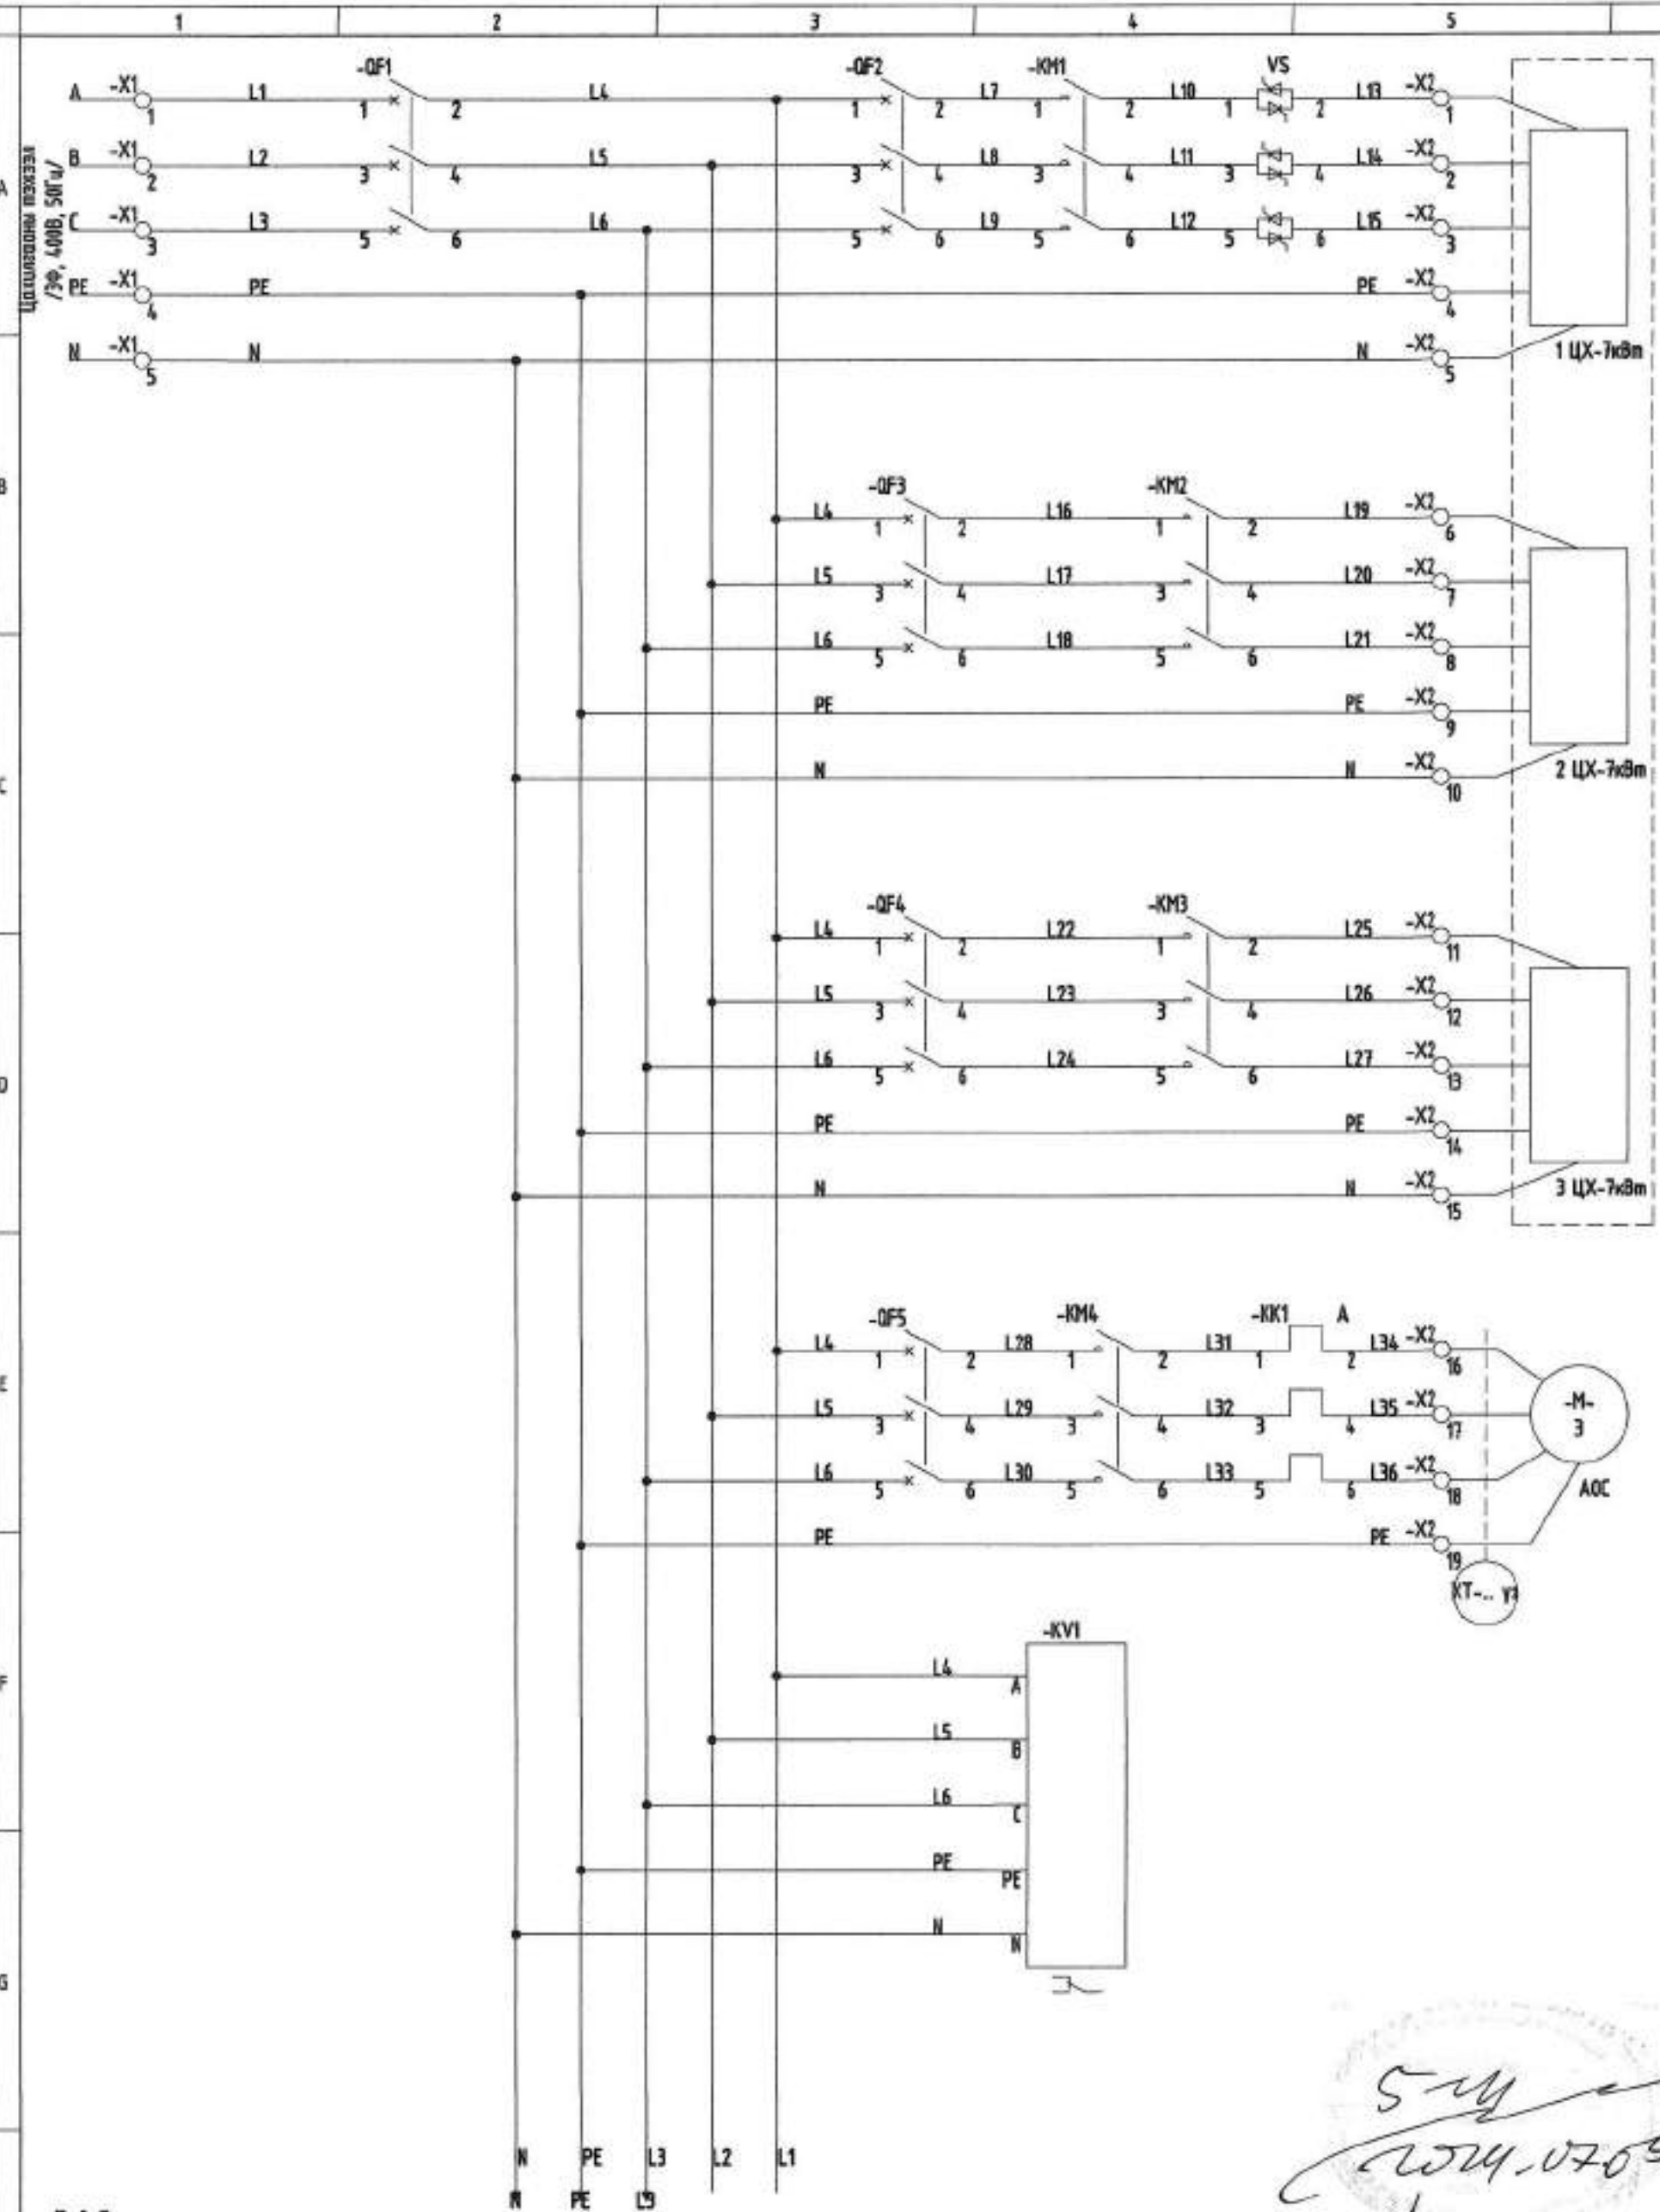 1 2 3 4 5
-QF1 -QF2 -KM1 VS
A -X1 1 L1 1 2 L4 1 2 L7 1 2 L10 1 2 L13 -X2 1
B -X1 2 L2 3 4 L5 3 4 L8 3 4 L11 3 4 L14 -X2 2
C -X1 3 L3 5 6 L6 5 6 L9 5 6 L12 5 6 L15 -X2 3
A
/3Ф, 400В, 50Гц/
PE -X1 4 PE PE -X2 4
N -X1 5 N N -X2 5
1 ЦХ-7кВт
B
-QF3 -KM2
L4 1 2 L16 1 2 L19 -X2 6
L5 3 4 L17 3 4 L20 -X2 7
L6 5 6 L18 5 6 L21 -X2 8
PE PE -X2 9
N N -X2 10
2 ЦХ-7кВт
C
-QF4 -KM3
L4 1 2 L22 1 2 L25 -X2 11
L5 3 4 L23 3 4 L26 -X2 12
L6 5 6 L24 5 6 L27 -X2 13
D
PE PE -X2 14
N N -X2 15
3 ЦХ-7кВт
-QF5 -KM4 -KK1 A
L4 1 2 L28 1 2 L31 1 2 L34 -X2 16
E
L5 3 4 L29 3 4 L32 3 4 L35 -X2 17
-M-
3
L6 5 6 L30 5 6 L33 5 6 L36 -X2 18
АОС
PE PE -X2 19
-KV1
L4 A
F
L5 B
L6 C
PE PE
N N
G
N PE L3 L2 L1
N PE